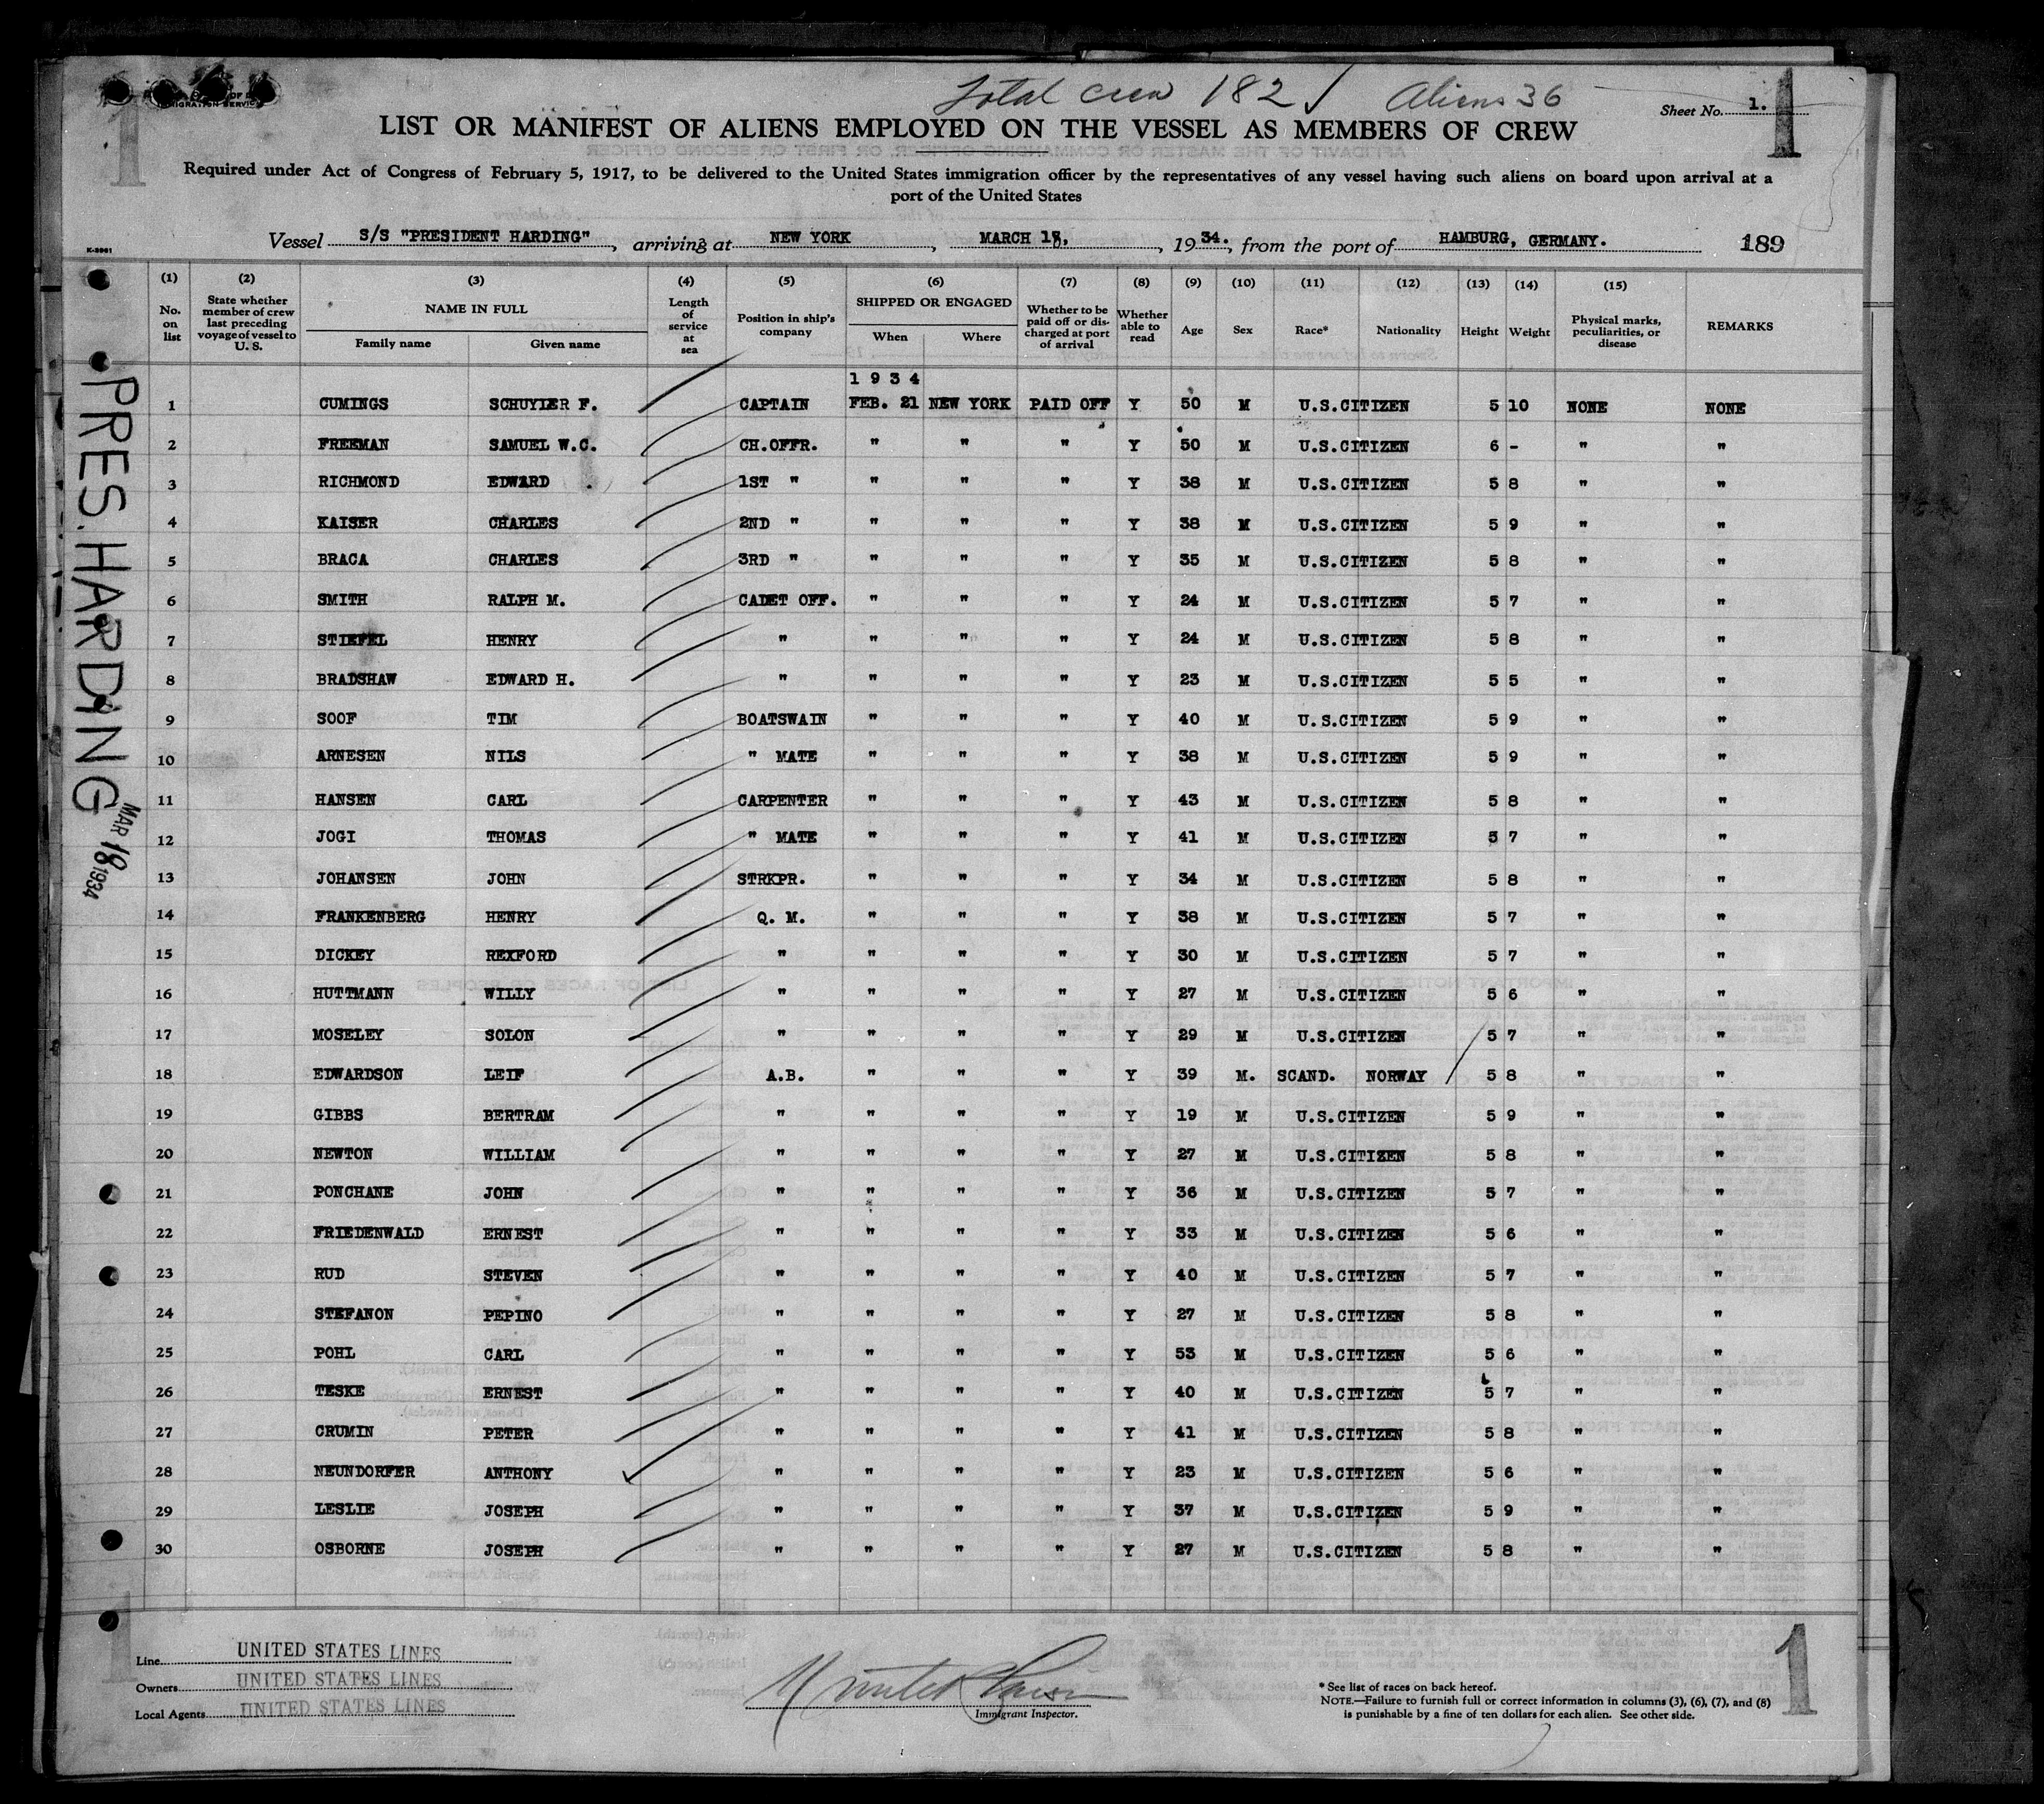 Total crew 182 Aliens 36
Sheet No. 1.
1
LIST OR MANIFEST OF ALIENS EMPLOYED ON THE VESSEL AS MEMBERS OF CREW
Required under Act of Congress of February 5, 1917, to be delivered to the United States immigration officer by the representatives of any vessel having such aliens on board upon arrival at a
port of the United States
Vessel S/S "PRESIDENT HARDING", arriving at NEW YORK, MARCH 18, 1934., from the port of HAMBURG, GERMANY. 189
(1) (2) (3) (4) (5) (6) (7) (8) (9) (10) (11) (12) (13) (14) (15)
No. on list State whether member of crew last preceding voyage of vessel to U. S. NAME IN FULL Family name Given name Length of service at sea Position in ship's company SHIPPED OR ENGAGED When Where Whether to be paid off or discharged at port of arrival Whether able to read Age Sex Race* Nationality Height Weight Physical marks, peculiarities, or disease REMARKS
1934
1 CUMINGS SCHUYLER F. CAPTAIN FEB. 21 NEW YORK PAID OFF Y 50 M U.S.CITIZEN 5 10 NONE NONE
2 FREEMAN SAMUEL W.C. CH.OFFR. " " " Y 50 M U.S.CITIZEN 6 - " "
3 RICHMOND EDWARD 1ST " " " " Y 38 M U.S.CITIZEN 5 8 " "
4 KAISER CHARLES 2ND " " " " Y 38 M U.S.CITIZEN 5 9 " "
5 BRACA CHARLES 3RD " " " " Y 35 M U.S.CITIZEN 5 8 " "
6 SMITH RALPH M. CADET OFF. " " " Y 24 M U.S.CITIZEN 5 7 " "
7 STIEFEL HENRY " " " " Y 24 M U.S.CITIZEN 5 8 " "
8 BRADSHAW EDWARD H. " " " " Y 23 M U.S.CITIZEN 5 5 " "
9 SOOF TIM BOATSWAIN " " " Y 40 M U.S.CITIZEN 5 9 " "
10 ARNESEN NILS " MATE " " " Y 38 M U.S.CITIZEN 5 9 " "
11 HANSEN CARL CARPENTER " " " Y 43 M U.S.CITIZEN 5 8 " "
12 JOGI THOMAS " MATE " " " Y 41 M U.S.CITIZEN 5 7 " "
13 JOHANSEN JOHN STRKPR. " " " Y 34 M U.S.CITIZEN 5 8 " "
14 FRANKENBERG HENRY Q. M. " " " Y 38 M U.S.CITIZEN 5 7 " "
15 DICKEY REXFORD " " " " Y 30 M U.S.CITIZEN 5 7 " "
16 HUTTMANN WILLY " " " " Y 27 M U.S.CITIZEN 5 6 " "
17 MOSELEY SOLON " " " " Y 29 M U.S.CITIZEN 5 7 " "
18 EDWARDSON LEIF A.B. " " " Y 39 M. SCAND. NORWAY 5 8 " "
19 GIBBS BERTRAM " " " " Y 19 M U.S.CITIZEN 5 9 " "
20 NEWTON WILLIAM " " " " Y 27 M U.S.CITIZEN 5 8 " "
21 PONCHANE JOHN " " " " Y 36 M U.S.CITIZEN 5 7 " "
22 FRIEDENWALD ERNEST " " " " Y 33 M U.S.CITIZEN 5 6 " "
23 RUD STEVEN " " " " Y 40 M U.S.CITIZEN 5 7 " "
24 STEFANON PEPINO " " " " Y 27 M U.S.CITIZEN 5 8 " "
25 POHL CARL " " " " Y 53 M U.S.CITIZEN 5 6 " "
26 TESKE ERNEST " " " " Y 40 M U.S.CITIZEN 5 7 " "
27 CRUMIN PETER " " " " Y 41 M U.S.CITIZEN 5 8 " "
28 NEUNDORFER ANTHONY " " " " Y 23 M U.S.CITIZEN 5 6 " "
29 LESLIE JOSEPH " " " " Y 37 M U.S.CITIZEN 5 9 " "
30 OSBORNE JOSEPH " " " " Y 27 M U.S.CITIZEN 5 8 " "
PRES. HARDING
MAR 18 1934
Line UNITED STATES LINES
Owners UNITED STATES LINES
Local Agents UNITED STATES LINES
Immigrant Inspector.
* See list of races on back hereof.
NOTE.—Failure to furnish full or correct information in columns (3), (6), (7), and (8)
is punishable by a fine of ten dollars for each alien. See other side.
1
K-5961